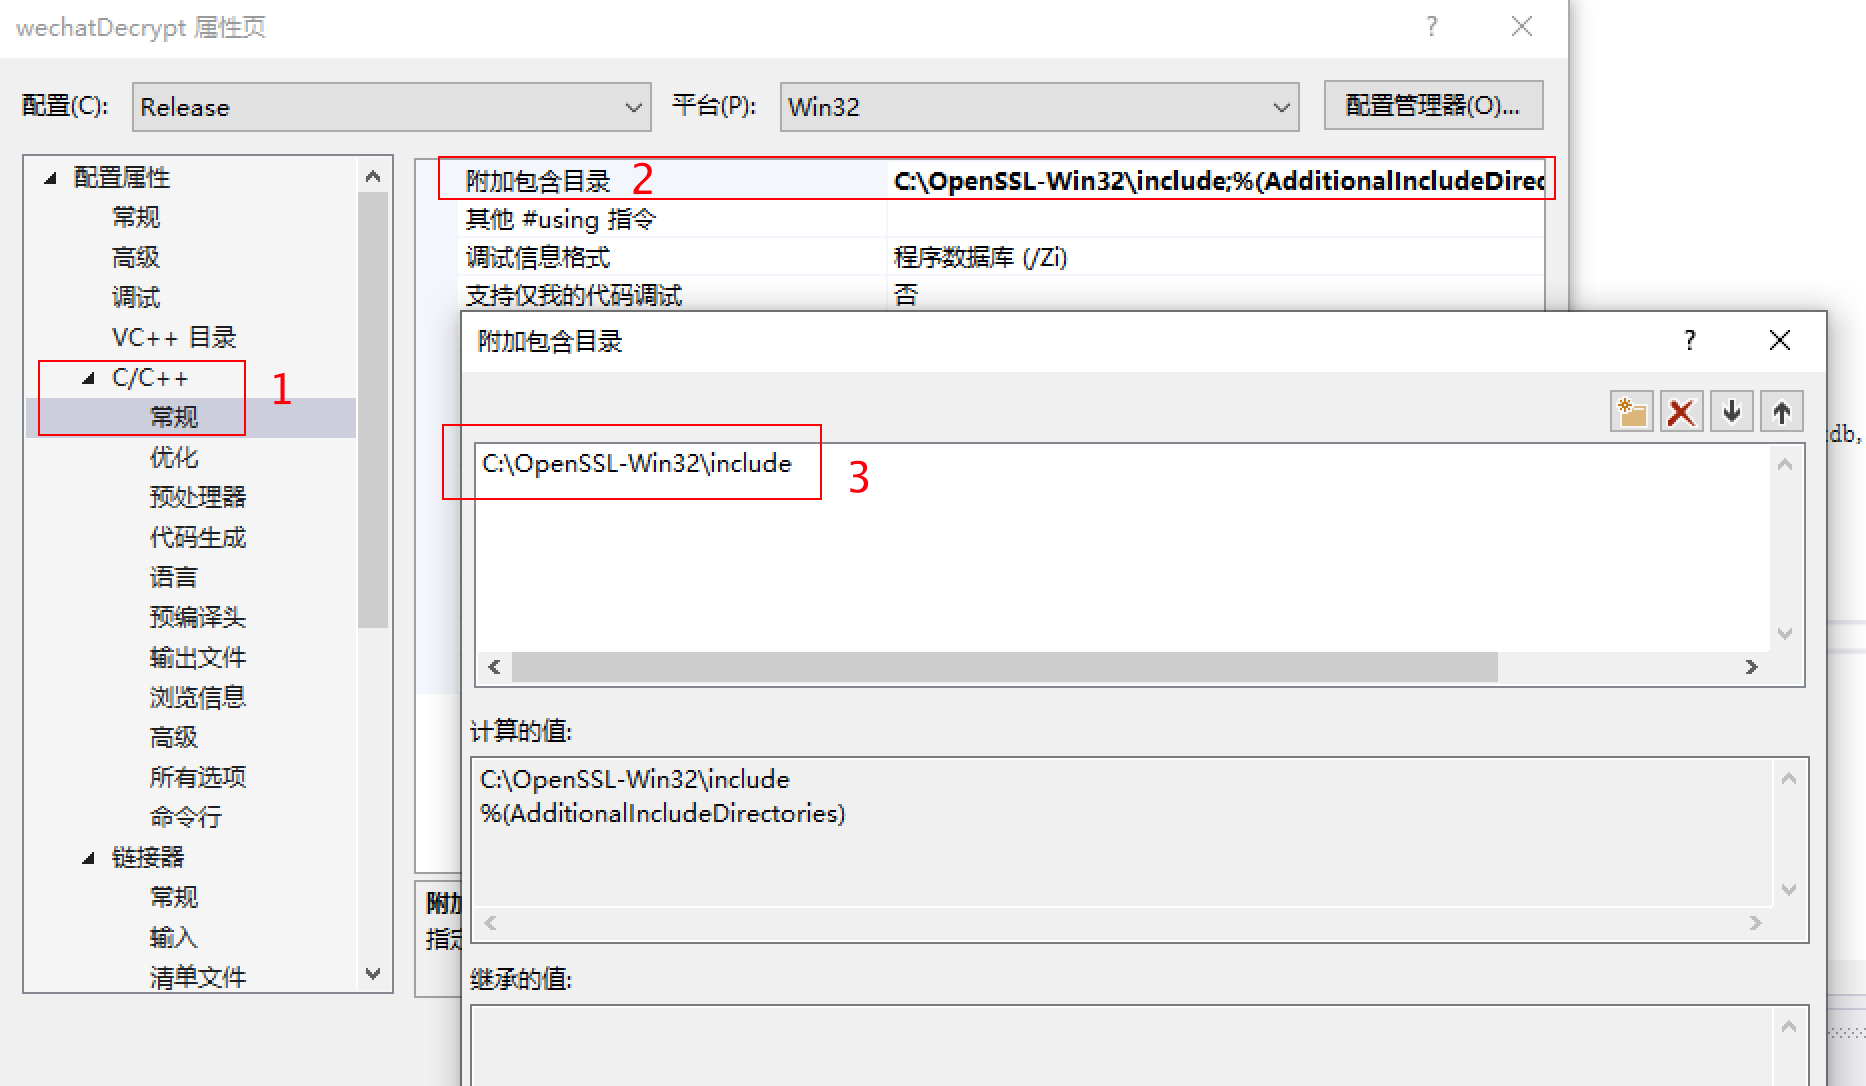 wechatDecrypt 属性页
配置(C):
Release
平台(P):
Win32
配置管理器(O)...
配置属性
常规
高级
调试
VC++ 目录
C/C++
1
常规
优化
预处理器
代码生成
语言
预编译头
输出文件
浏览信息
高级
所有选项
命令行
链接器
常规
输入
清单文件
附加包含目录 2 C:\OpenSSL-Win32\include;%(AdditionalIncludeDirec
其他 #using 指令
调试信息格式 程序数据库 (/Zi)
支持仅我的代码调试 否
附加
指定
附加包含目录
C:\OpenSSL-Win32\include
3
计算的值:
C:\OpenSSL-Win32\include
%(AdditionalIncludeDirectories)
继承的值:
db,